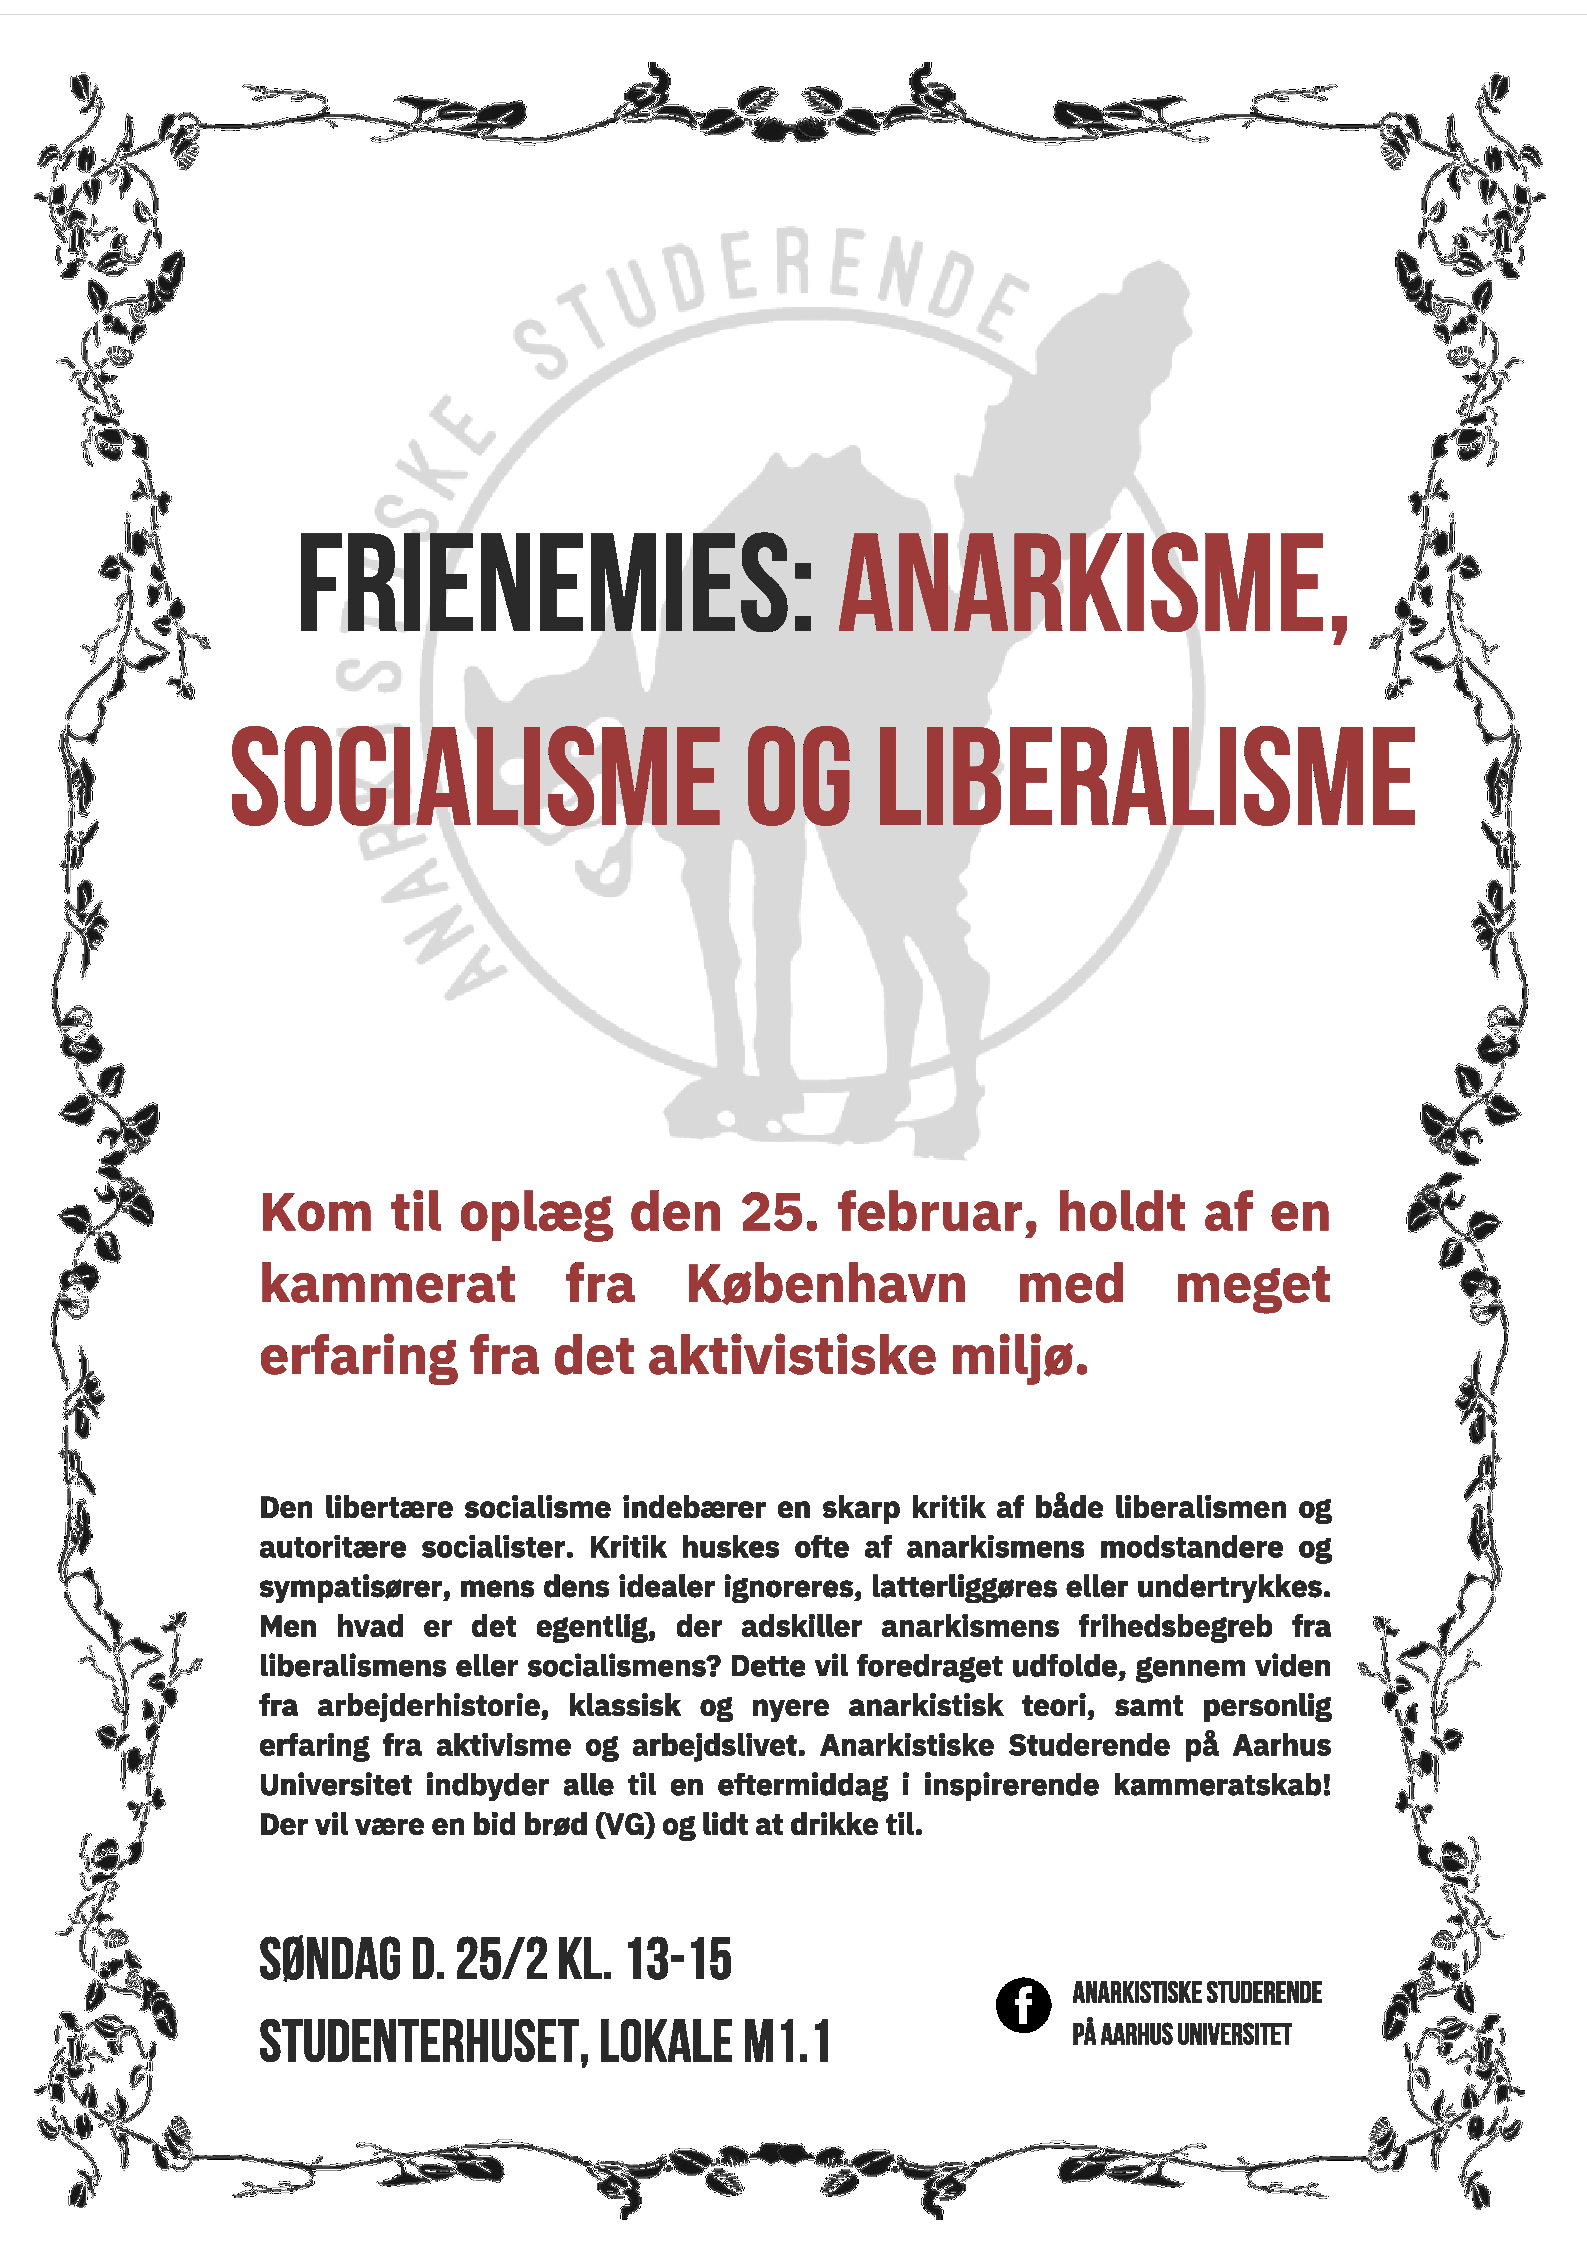 ANARKISTISKE STUDERENDE
FRIENEMIES: ANARKISME,
SOCIALISME OG LIBERALISME
Kom til oplæg den 25. februar, holdt af en
kammerat fra København med meget
erfaring fra det aktivistiske miljø.
Den libertære socialisme indebærer en skarp kritik af både liberalismen og
autoritære socialister. Kritik huskes ofte af anarkismens modstandere og
sympatisører, mens dens idealer ignoreres, latterliggøres eller undertrykkes.
Men hvad er det egentlig, der adskiller anarkismens frihedsbegreb fra
liberalismens eller socialismens? Dette vil foredraget udfolde, gennem viden
fra arbejderhistorie, klassisk og nyere anarkistisk teori, samt personlig
erfaring fra aktivisme og arbejdslivet. Anarkistiske Studerende på Aarhus
Universitet indbyder alle til en eftermiddag i inspirerende kammeratskab!
Der vil være en bid brød (VG) og lidt at drikke til.
SØNDAG D. 25/2 KL. 13-15
STUDENTERHUSET, LOKALE M1.1
ANARKISTISKE STUDERENDE
PÅ AARHUS UNIVERSITET